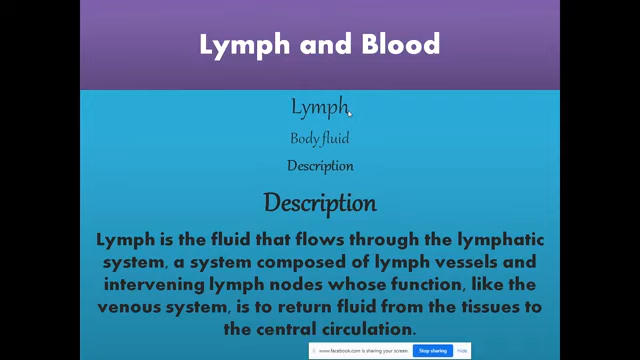 Lymph and Blood
Lymph
Body fluid
Description
Description
Lymph is the fluid that flows through the lymphatic
system, a system composed of lymph vessels and
intervening lymph nodes whose function, like the
venous system, is to return fluid from the tissues to
the central circulation.
www.facebook.com is sharing your screen. Stop sharing Hide